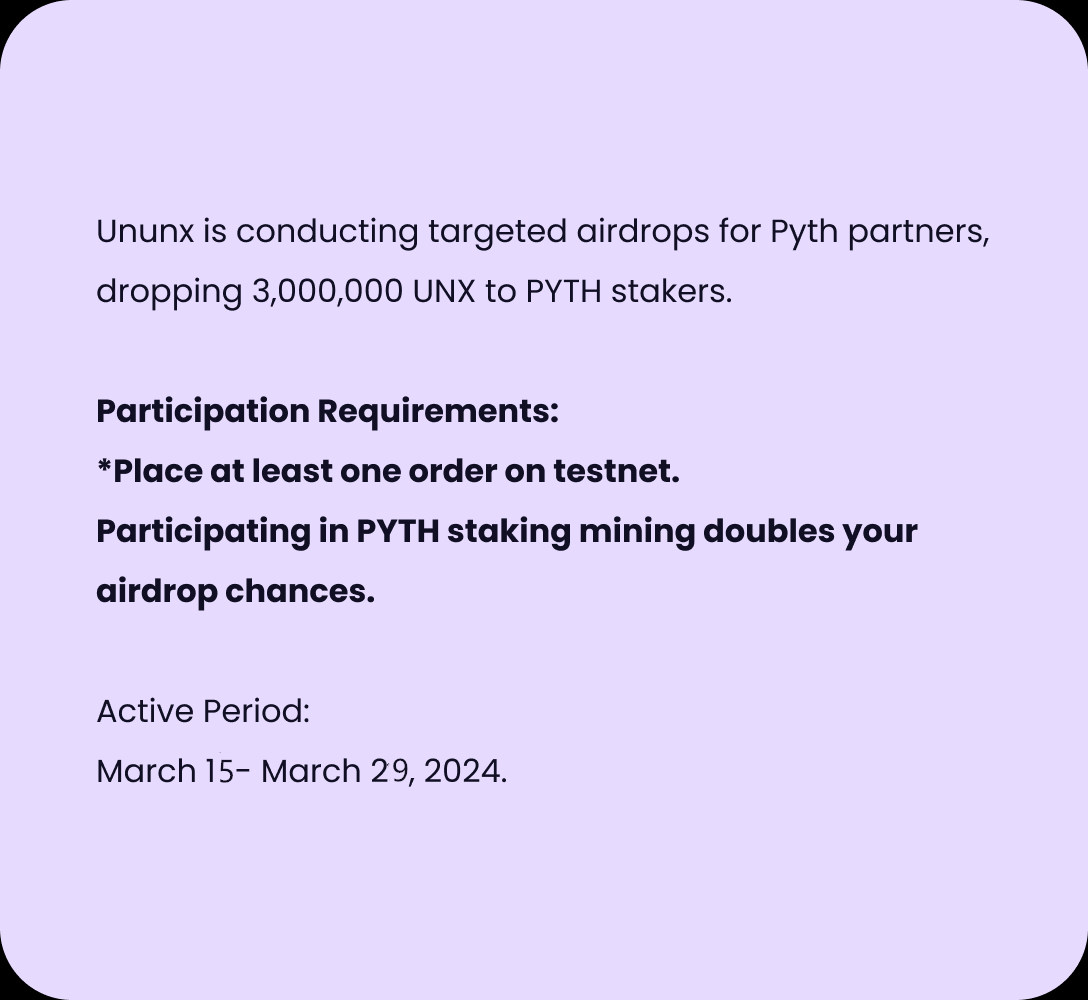 Ununx is conducting targeted airdrops for Pyth partners,
dropping 3,000,000 UNX to PYTH stakers.
Participation Requirements:
*Place at least one order on testnet.
Participating in PYTH staking mining doubles your
airdrop chances.
Active Period:
March 15- March 29, 2024.